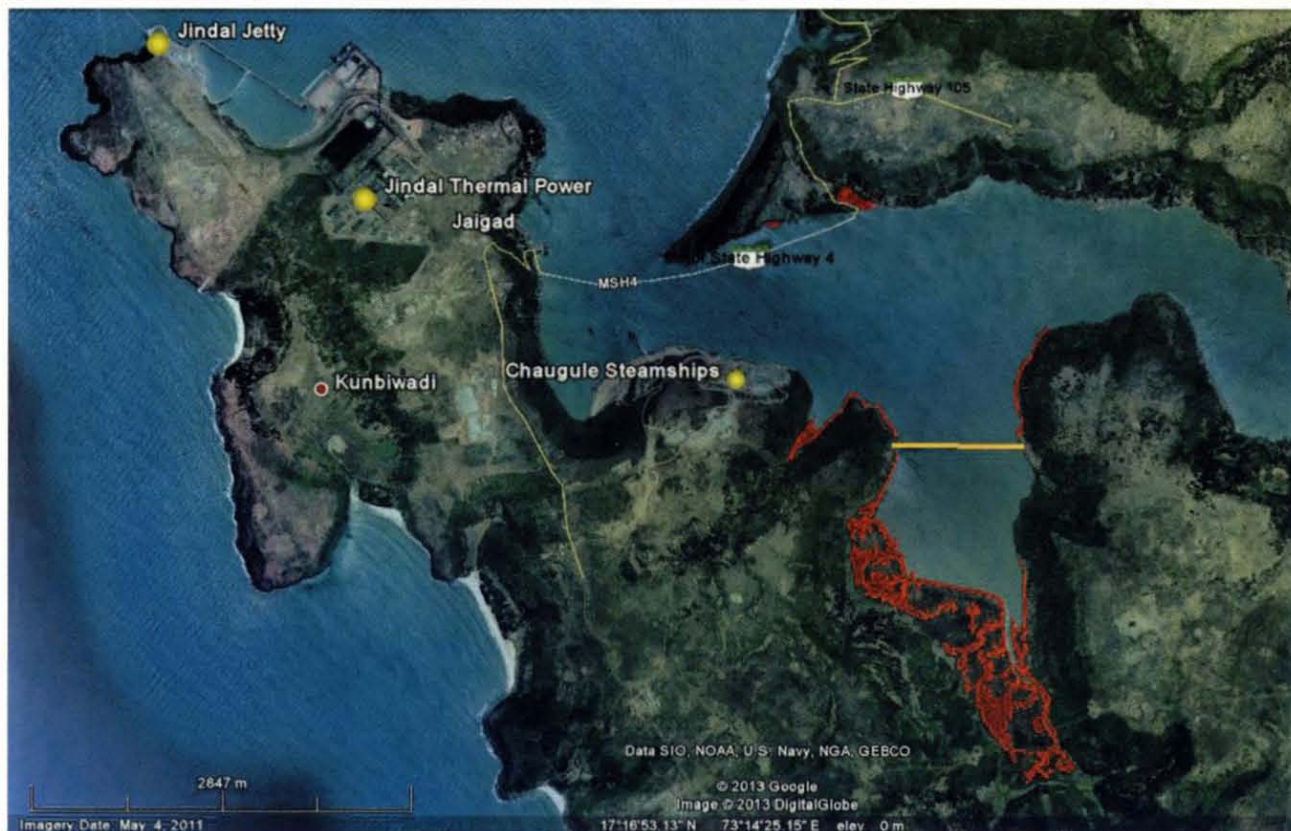 Jindal Jetty
State Highway 105
Jindal Thermal Power
Jaigad
State Highway 4
MSH4
Chaugule Steamships
Kunbiwadi
Data SIO, NOAA, U.S. Navy, NGA, GEBCO
2847 m
© 2013 Google
Image © 2013 DigitalGlobe
Imagery Date May 4, 2011
17°16'53.13" N 73°14'25.15" E elev 0 m